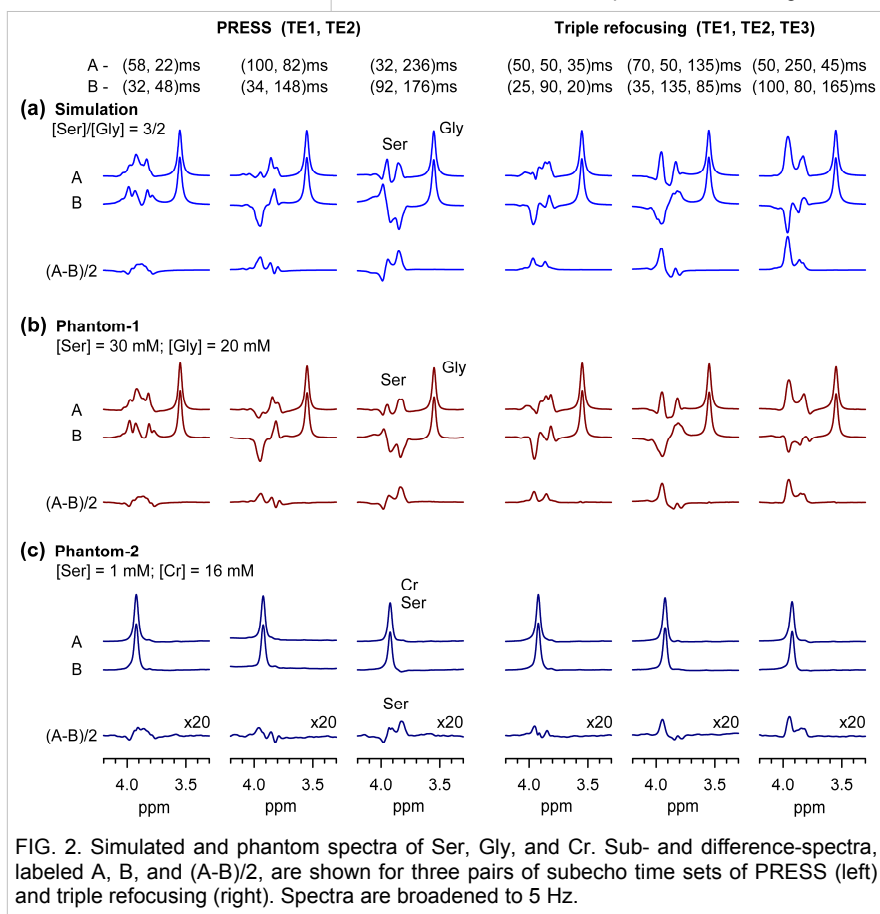 PRESS (TE1, TE2) Triple refocusing (TE1, TE2, TE3)
A - (58, 22)ms (100, 82)ms (32, 236)ms (50, 50, 35)ms (70, 50, 135)ms (50, 250, 45)ms
B - (32, 48)ms (34, 148)ms (92, 176)ms (25, 90, 20)ms (35, 135, 85)ms (100, 80, 165)ms
(a) Simulation
[Ser]/[Gly] = 3/2
Ser Gly
A
B
(A-B)/2
(b) Phantom-1
[Ser] = 30 mM; [Gly] = 20 mM
Ser Gly
A
B
(A-B)/2
(c) Phantom-2
[Ser] = 1 mM; [Cr] = 16 mM
Cr
Ser
A
B
Ser
(A-B)/2 x20 x20 x20 x20 x20 x20
4.0 3.5 4.0 3.5 4.0 3.5 4.0 3.5 4.0 3.5 4.0 3.5
ppm ppm ppm ppm ppm ppm
FIG. 2. Simulated and phantom spectra of Ser, Gly, and Cr. Sub- and difference-spectra,
labeled A, B, and (A-B)/2, are shown for three pairs of subecho time sets of PRESS (left)
and triple refocusing (right). Spectra are broadened to 5 Hz.